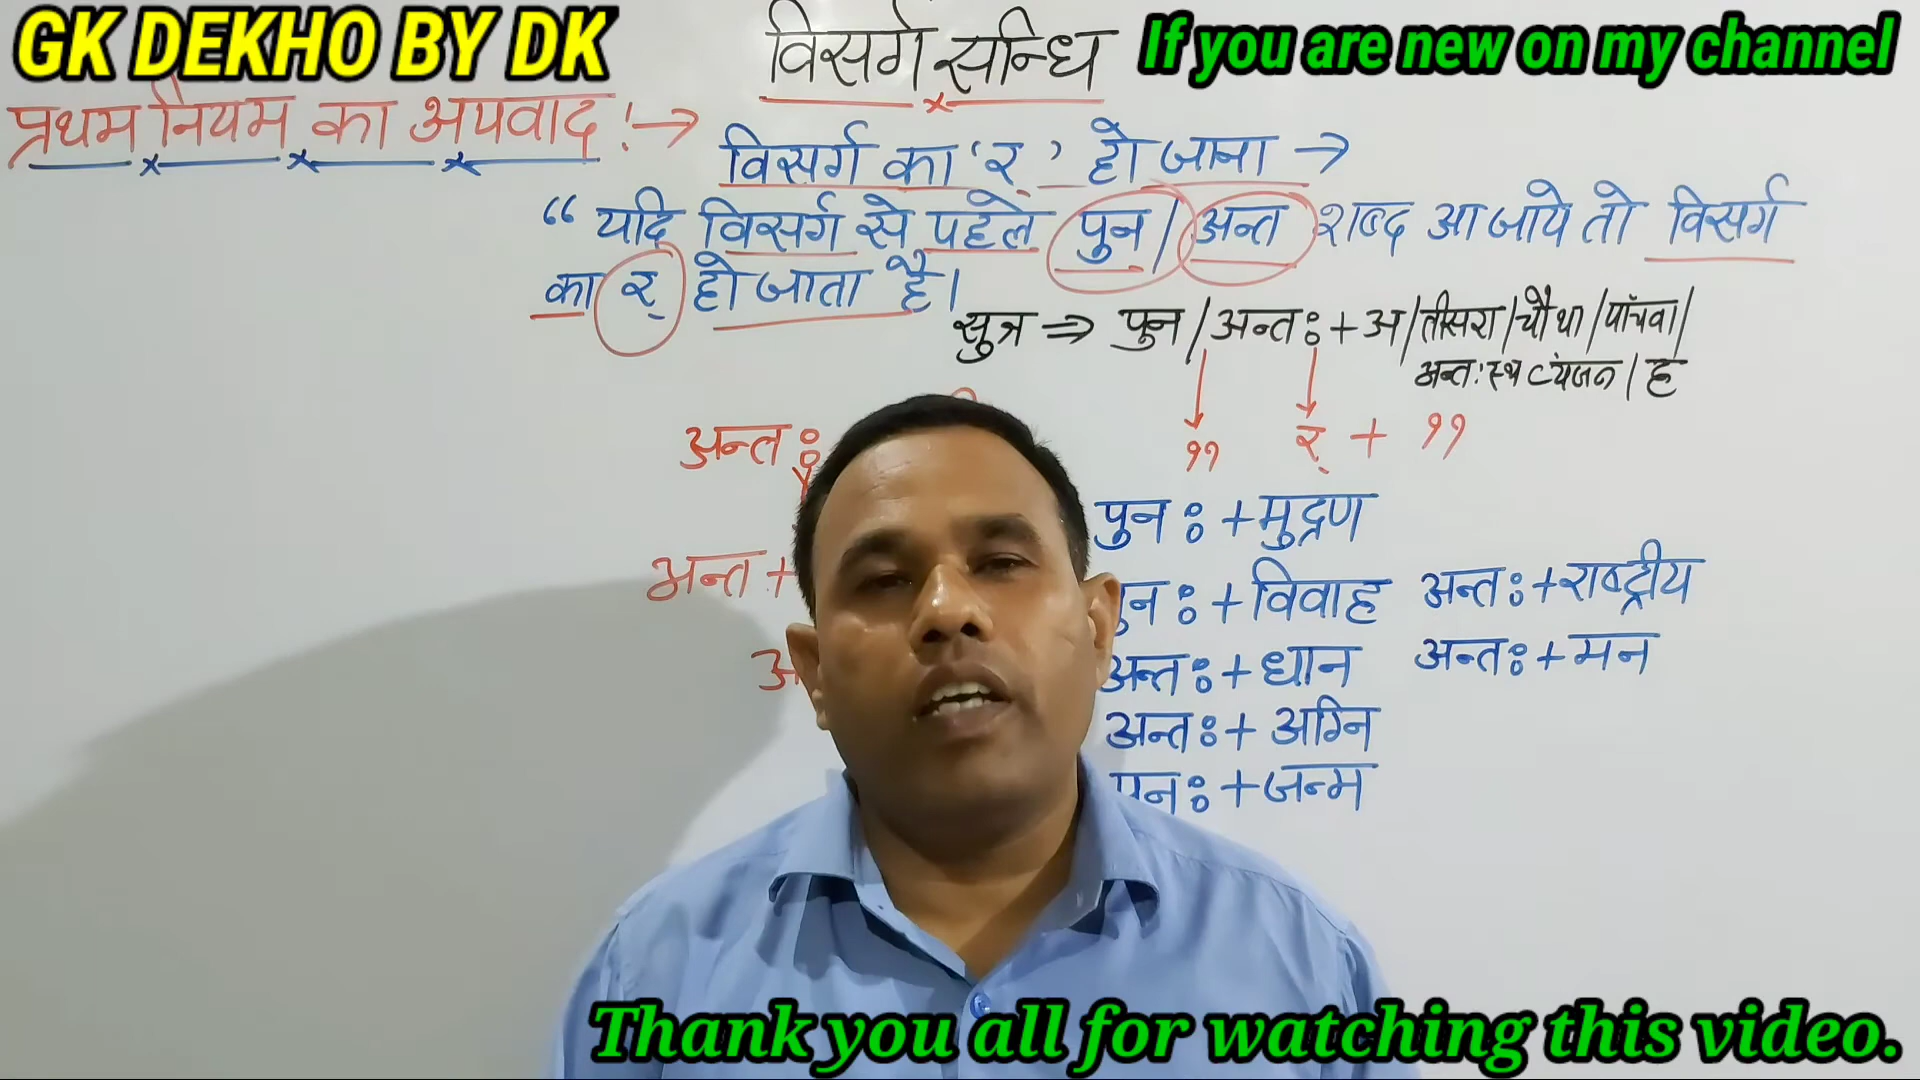 GK DEKHO BY DK
विसर्ग सन्धि
If you are new on my channel
प्रथम नियम का अपवाद :→
विसर्ग का 'र्' हो जाना →
“ यदि विसर्ग से पहले पुन / अन्त शब्द आ जाये तो विसर्ग
का र् हो जाता है।
सुत्र ⇒ पुन / अन्तः + अ / तीसरा / चौथा / पाँचवा /
अन्तःस्थ व्यंजन / ह
,, र् + ,,
अन्तः
अन्त +
पुनः + मुद्रण
पुनः + विवाह
अन्तः + राष्ट्रीय
अन्तः + धान
अन्तः + मन
अन्तः + अग्नि
पुनः + जन्म
Thank you all for watching this video.